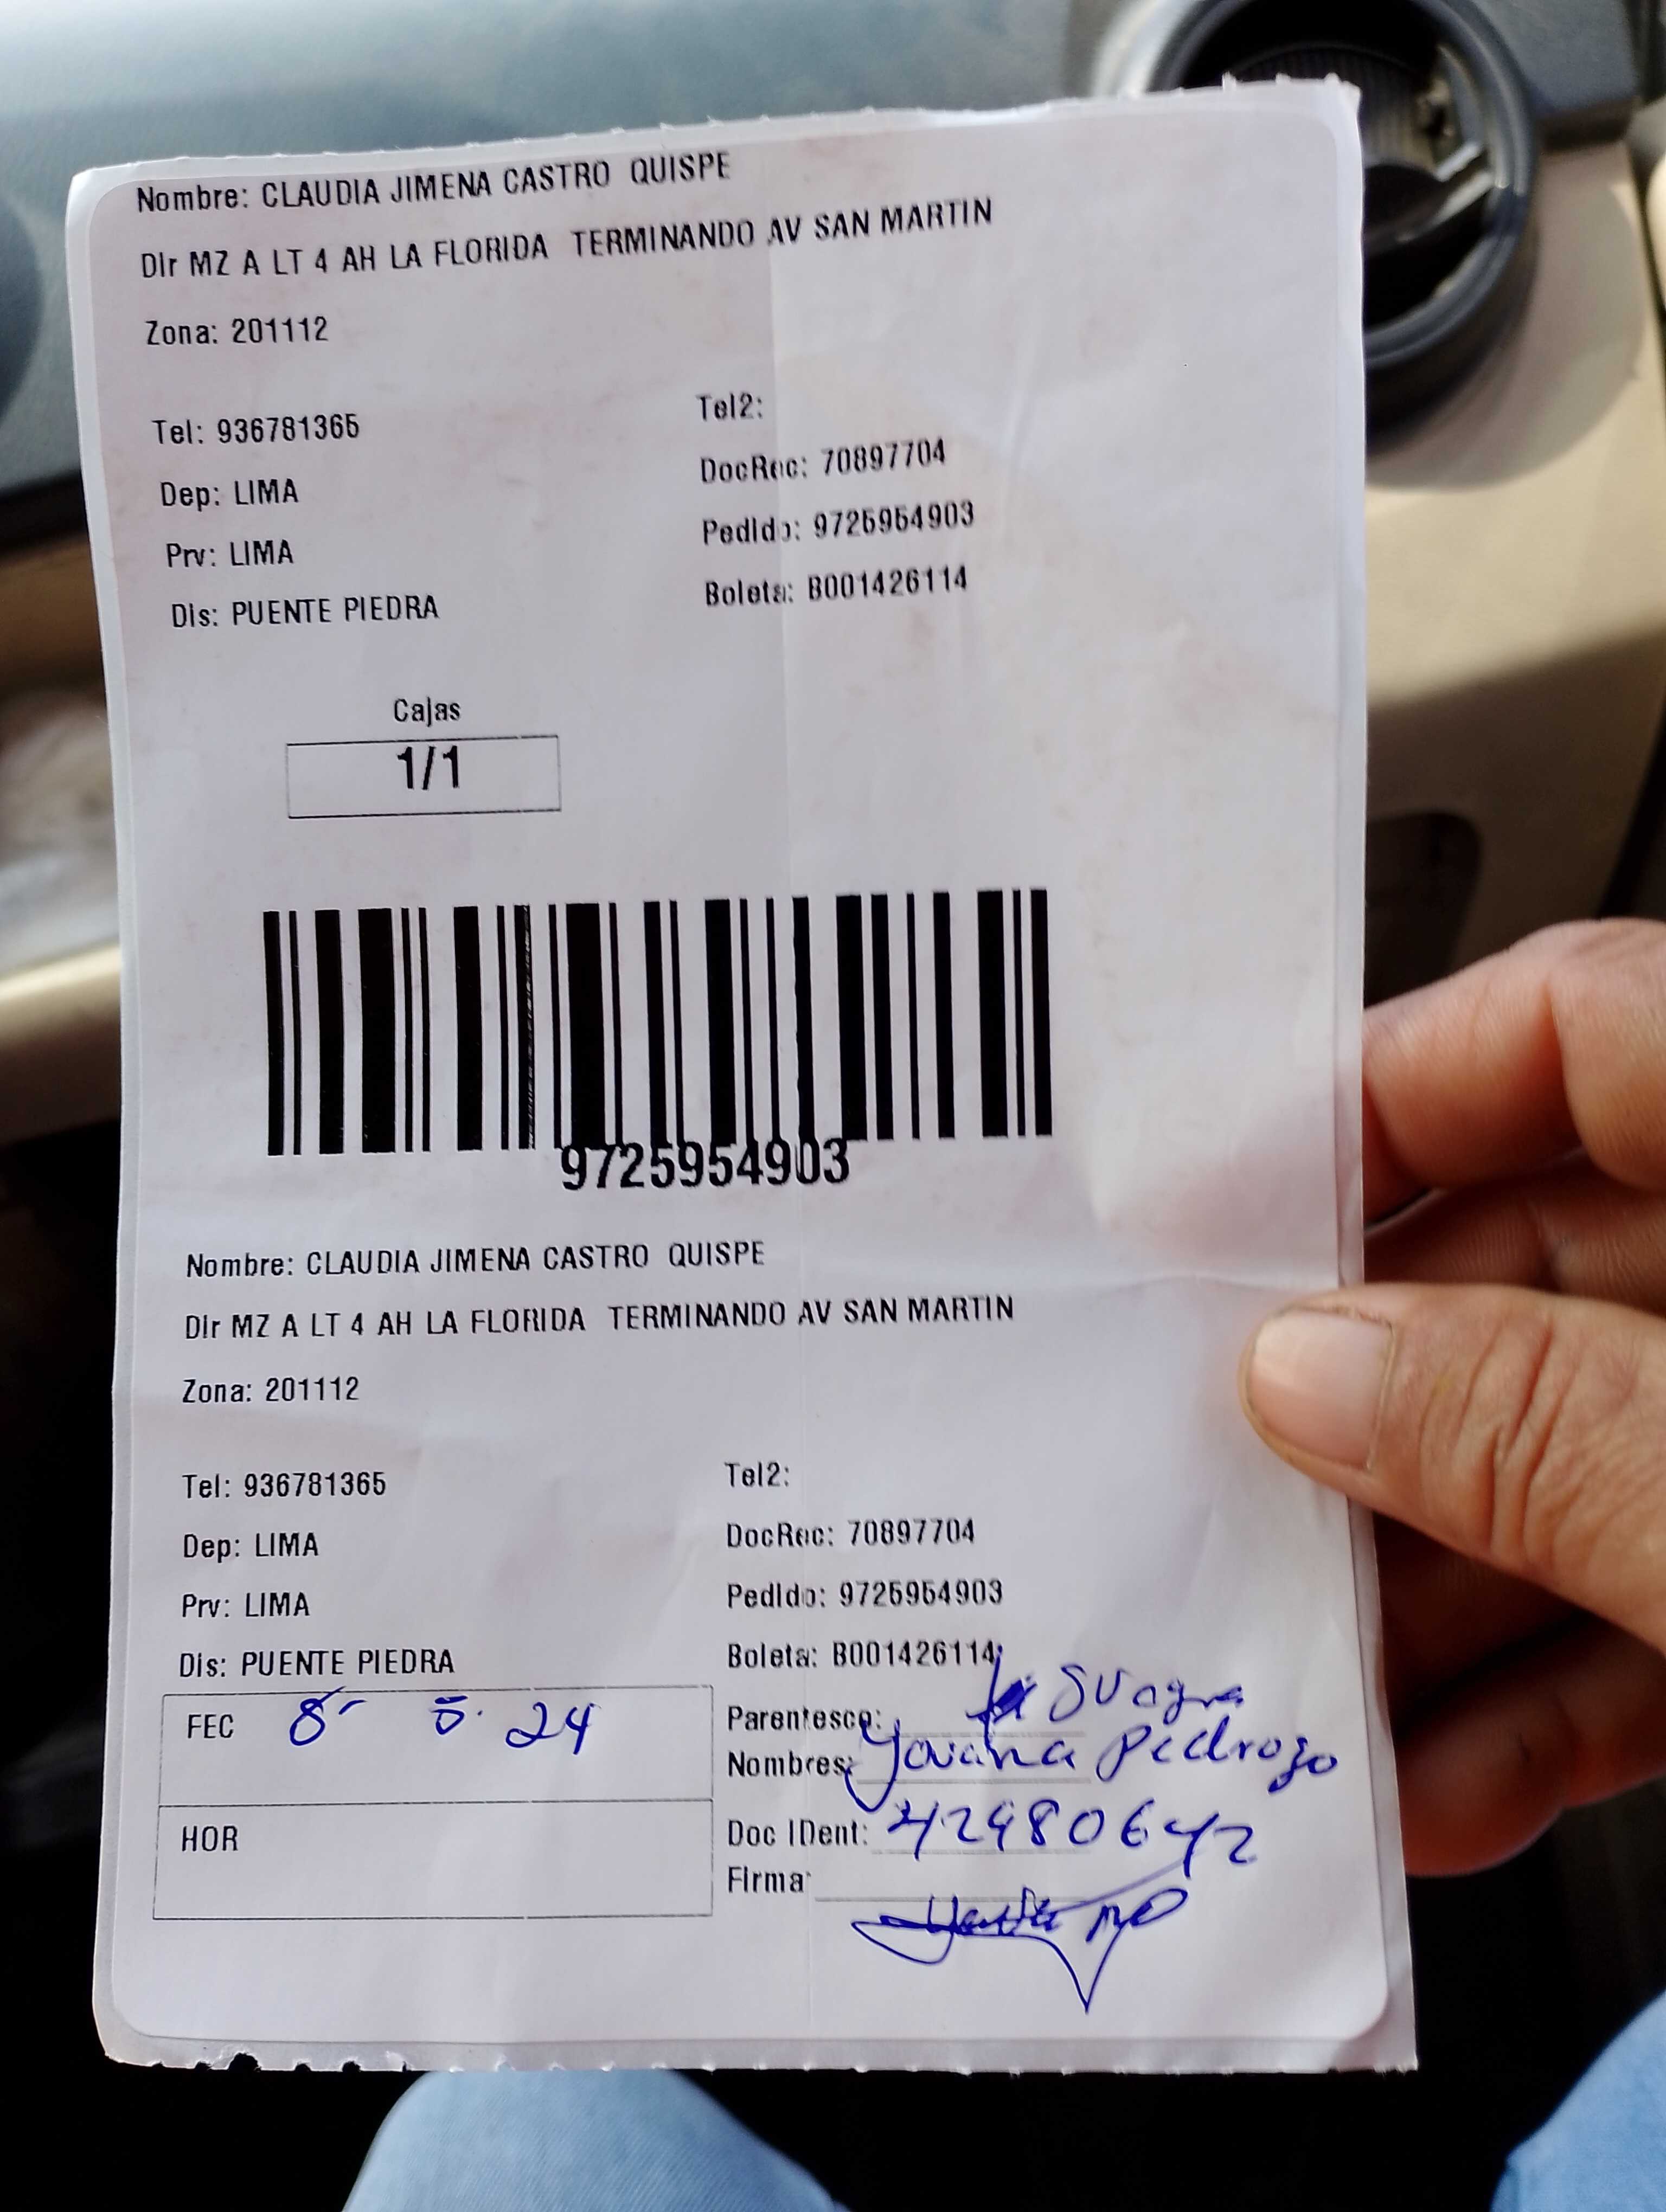 Nombre: CLAUDIA JIMENA CASTRO QUISPE
Dir MZ A LT 4 AH LA FLORIDA TERMINANDO AV SAN MARTIN
Zona: 201112
Tel: 936781365 Tel2:
Dep: LIMA DocRec: 70897704
Prv: LIMA Pedido: 9725954903
Dis: PUENTE PIEDRA Boleta: B001426114
Cajas
1/1
9725954903
Nombre: CLAUDIA JIMENA CASTRO QUISPE
Dir MZ A LT 4 AH LA FLORIDA TERMINANDO AV SAN MARTIN
Zona: 201112
Tel: 936781365 Tel2:
Dep: LIMA DocRec: 70897704
Prv: LIMA Pedido: 9725954903
Dis: PUENTE PIEDRA Boleta: B001426114
FEC 8 5. 24 Parentesco: Suegra
Nombres: Yovana Pedrozo
HOR Doc IDent: 42980642
Firma